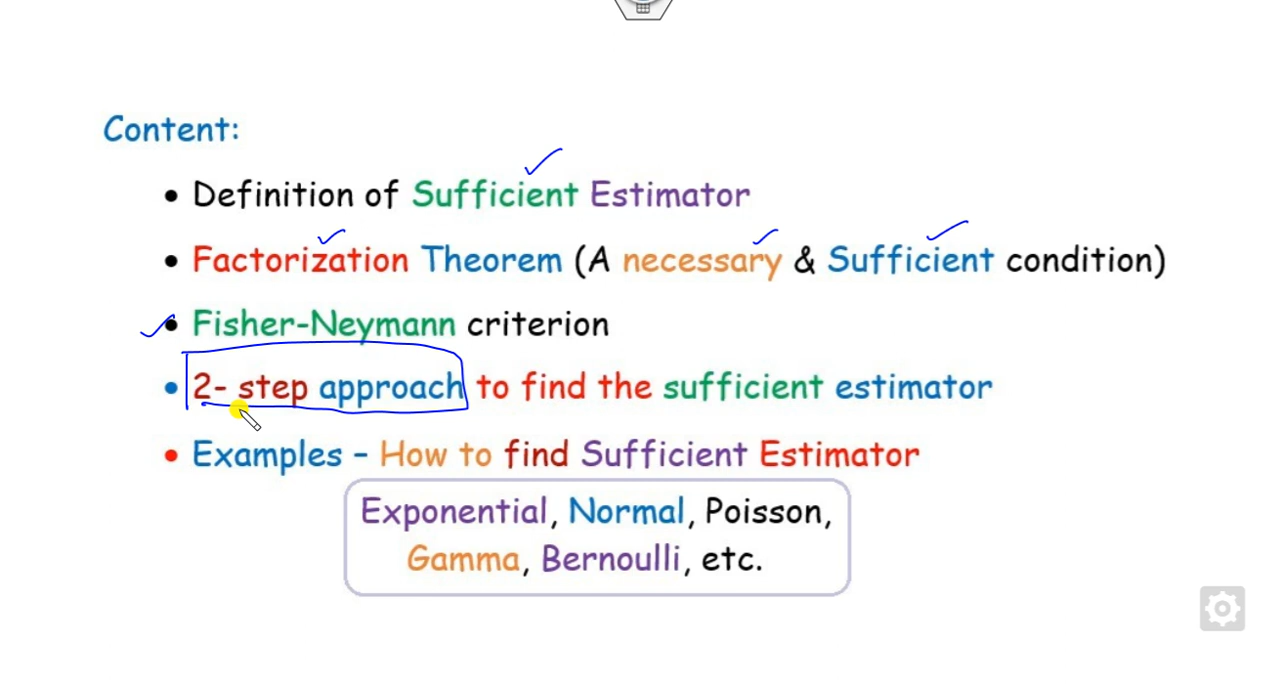 Content:
• Definition of Sufficient Estimator
• Factorization Theorem (A necessary & Sufficient condition)
• Fisher-Neymann criterion
• 2- step approach to find the sufficient estimator
• Examples – How to find Sufficient Estimator
Exponential, Normal, Poisson,
Gamma, Bernoulli, etc.